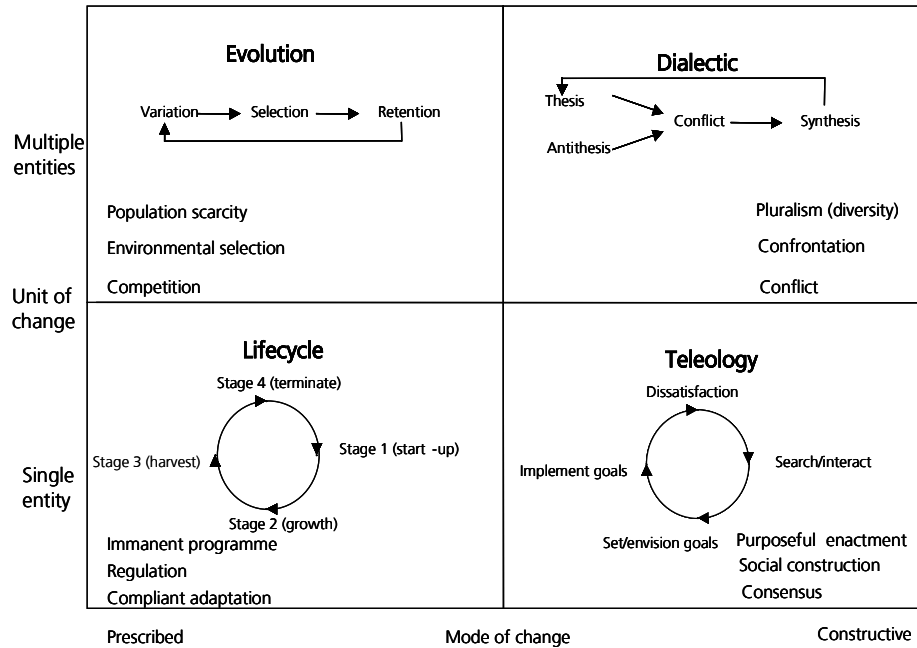 Evolution
Variation
Selection
Retention
Population scarcity
Environmental selection
Competition
Dialectic
Thesis
Antithesis
Conflict
Synthesis
Pluralism (diversity)
Confrontation
Conflict
Multiple
entities
Unit of
change
Single
entity
Lifecycle
Stage 4 (terminate)
Stage 1 (start -up)
Stage 3 (harvest)
Stage 2 (growth)
Immanent programme
Regulation
Compliant adaptation
Teleology
Dissatisfaction
Search/interact
Implement goals
Set/envision goals
Purposeful enactment
Social construction
Consensus
Prescribed
Mode of change
Constructive